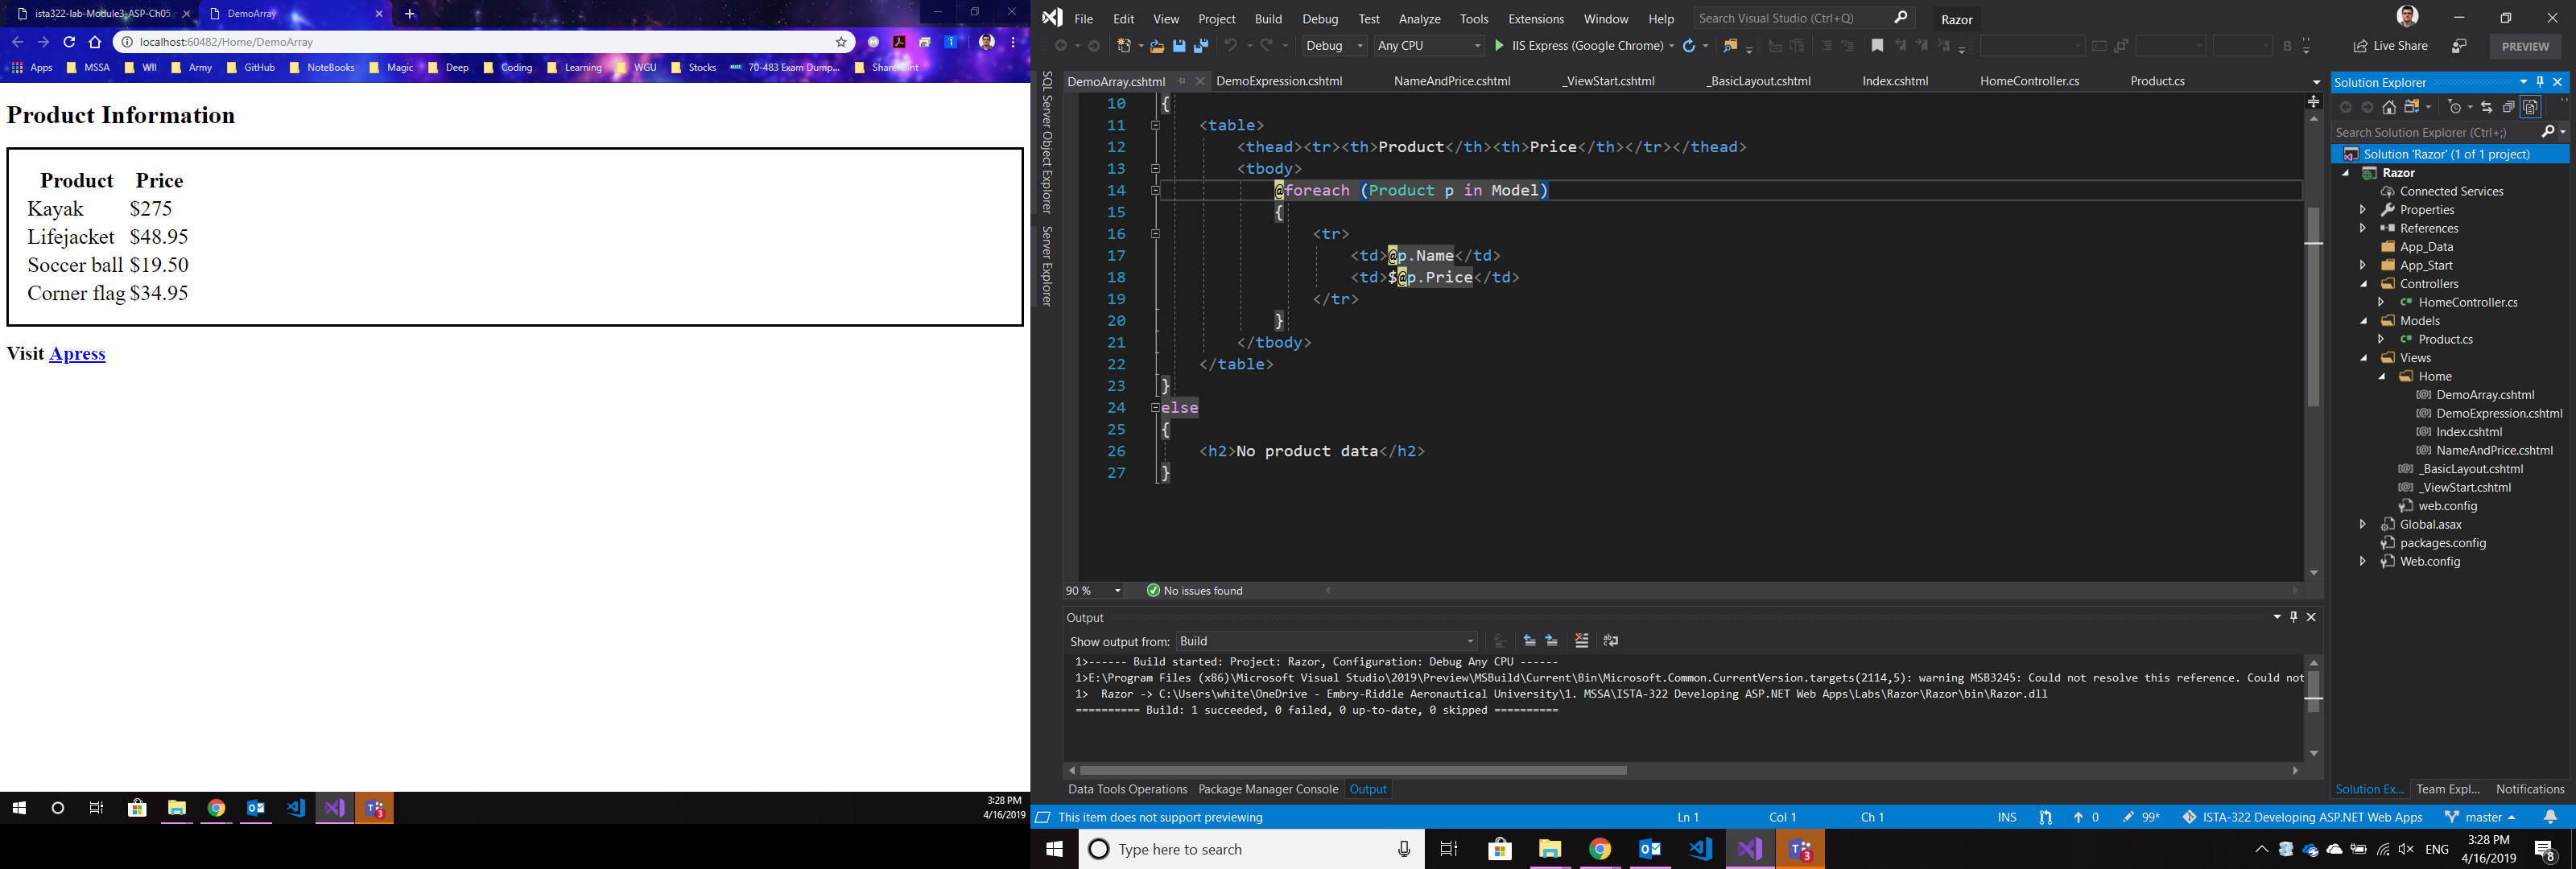 ista322-lab-Module3-ASP-Ch05.
DemoArray
localhost:60482/Home/DemoArray
Apps MSSA WII Army GitHub NoteBooks Magic Deep Coding Learning WGU Stocks 70-483 Exam Dump... SharePoint
Product Information
Product Price
Kayak $275
Lifejacket $48.95
Soccer ball $19.50
Corner flag $34.95
Visit Apress
3:28 PM
4/16/2019
File Edit View Project Build Debug Test Analyze Tools Extensions Window Help Search Visual Studio (Ctrl+Q) Razor
Debug Any CPU IIS Express (Google Chrome) Live Share PREVIEW
SQL Server Object Explorer
Server Explorer
DemoArray.cshtml DemoExpression.cshtml NameAndPrice.cshtml _ViewStart.cshtml _BasicLayout.cshtml Index.cshtml HomeController.cs Product.cs
10 {
11 <table>
12 <thead><tr><th>Product</th><th>Price</th></tr></thead>
13 <tbody>
14 @foreach (Product p in Model)
15 {
16 <tr>
17 <td>@p.Name</td>
18 <td>$@p.Price</td>
19 </tr>
20 }
21 </tbody>
22 </table>
23 }
24 else
25 {
26 <h2>No product data</h2>
27 }
90 % No issues found
Output
Show output from: Build
1>------ Build started: Project: Razor, Configuration: Debug Any CPU ------
1>E:\Program Files (x86)\Microsoft Visual Studio\2019\Preview\MSBuild\Current\Bin\Microsoft.Common.CurrentVersion.targets(2114,5): warning MSB3245: Could not resolve this reference. Could not
1>  Razor -> C:\Users\white\OneDrive - Embry-Riddle Aeronautical University\1. MSSA\ISTA-322 Developing ASP.NET Web Apps\Labs\Razor\Razor\bin\Razor.dll
========== Build: 1 succeeded, 0 failed, 0 up-to-date, 0 skipped ==========
Data Tools Operations Package Manager Console Output
Solution Explorer
Search Solution Explorer (Ctrl+;)
Solution 'Razor' (1 of 1 project)
Razor
Connected Services
Properties
References
App_Data
App_Start
Controllers
C# HomeController.cs
Models
C# Product.cs
Views
Home
[@] DemoArray.cshtml
[@] DemoExpression.cshtml
[@] Index.cshtml
[@] NameAndPrice.cshtml
[@] _BasicLayout.cshtml
[@] _ViewStart.cshtml
web.config
Global.asax
packages.config
Web.config
Solution Ex... Team Expl... Notifications
This item does not support previewing Ln 1 Col 1 Ch 1 INS 0 99* ISTA-322 Developing ASP.NET Web Apps master
Type here to search
ENG
3:28 PM
4/16/2019
8